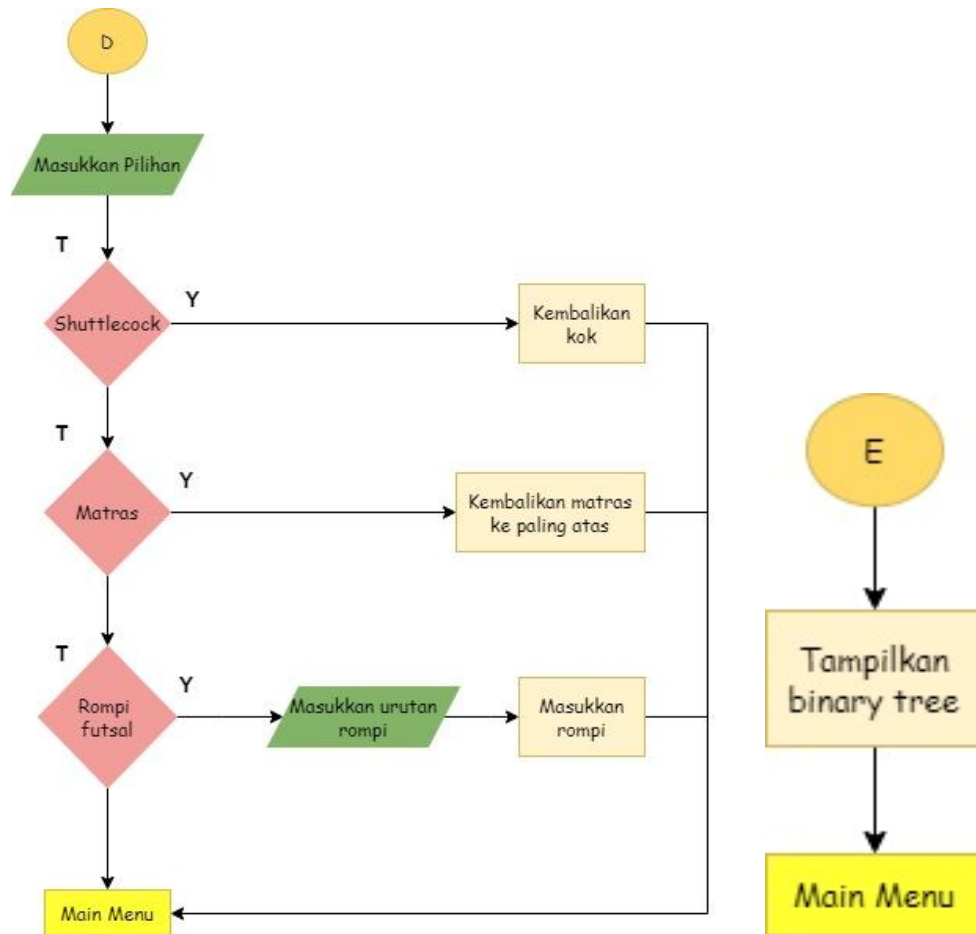 D
Masukkan Pilihan
T
Shuttlecock
Y
Kembalikan
kok
T
Matras
Y
Kembalikan matras
ke paling atas
T
Rompi
futsal
Y
Masukkan urutan
rompi
Masukkan
rompi
Main Menu
E
Tampilkan
binary tree
Main Menu